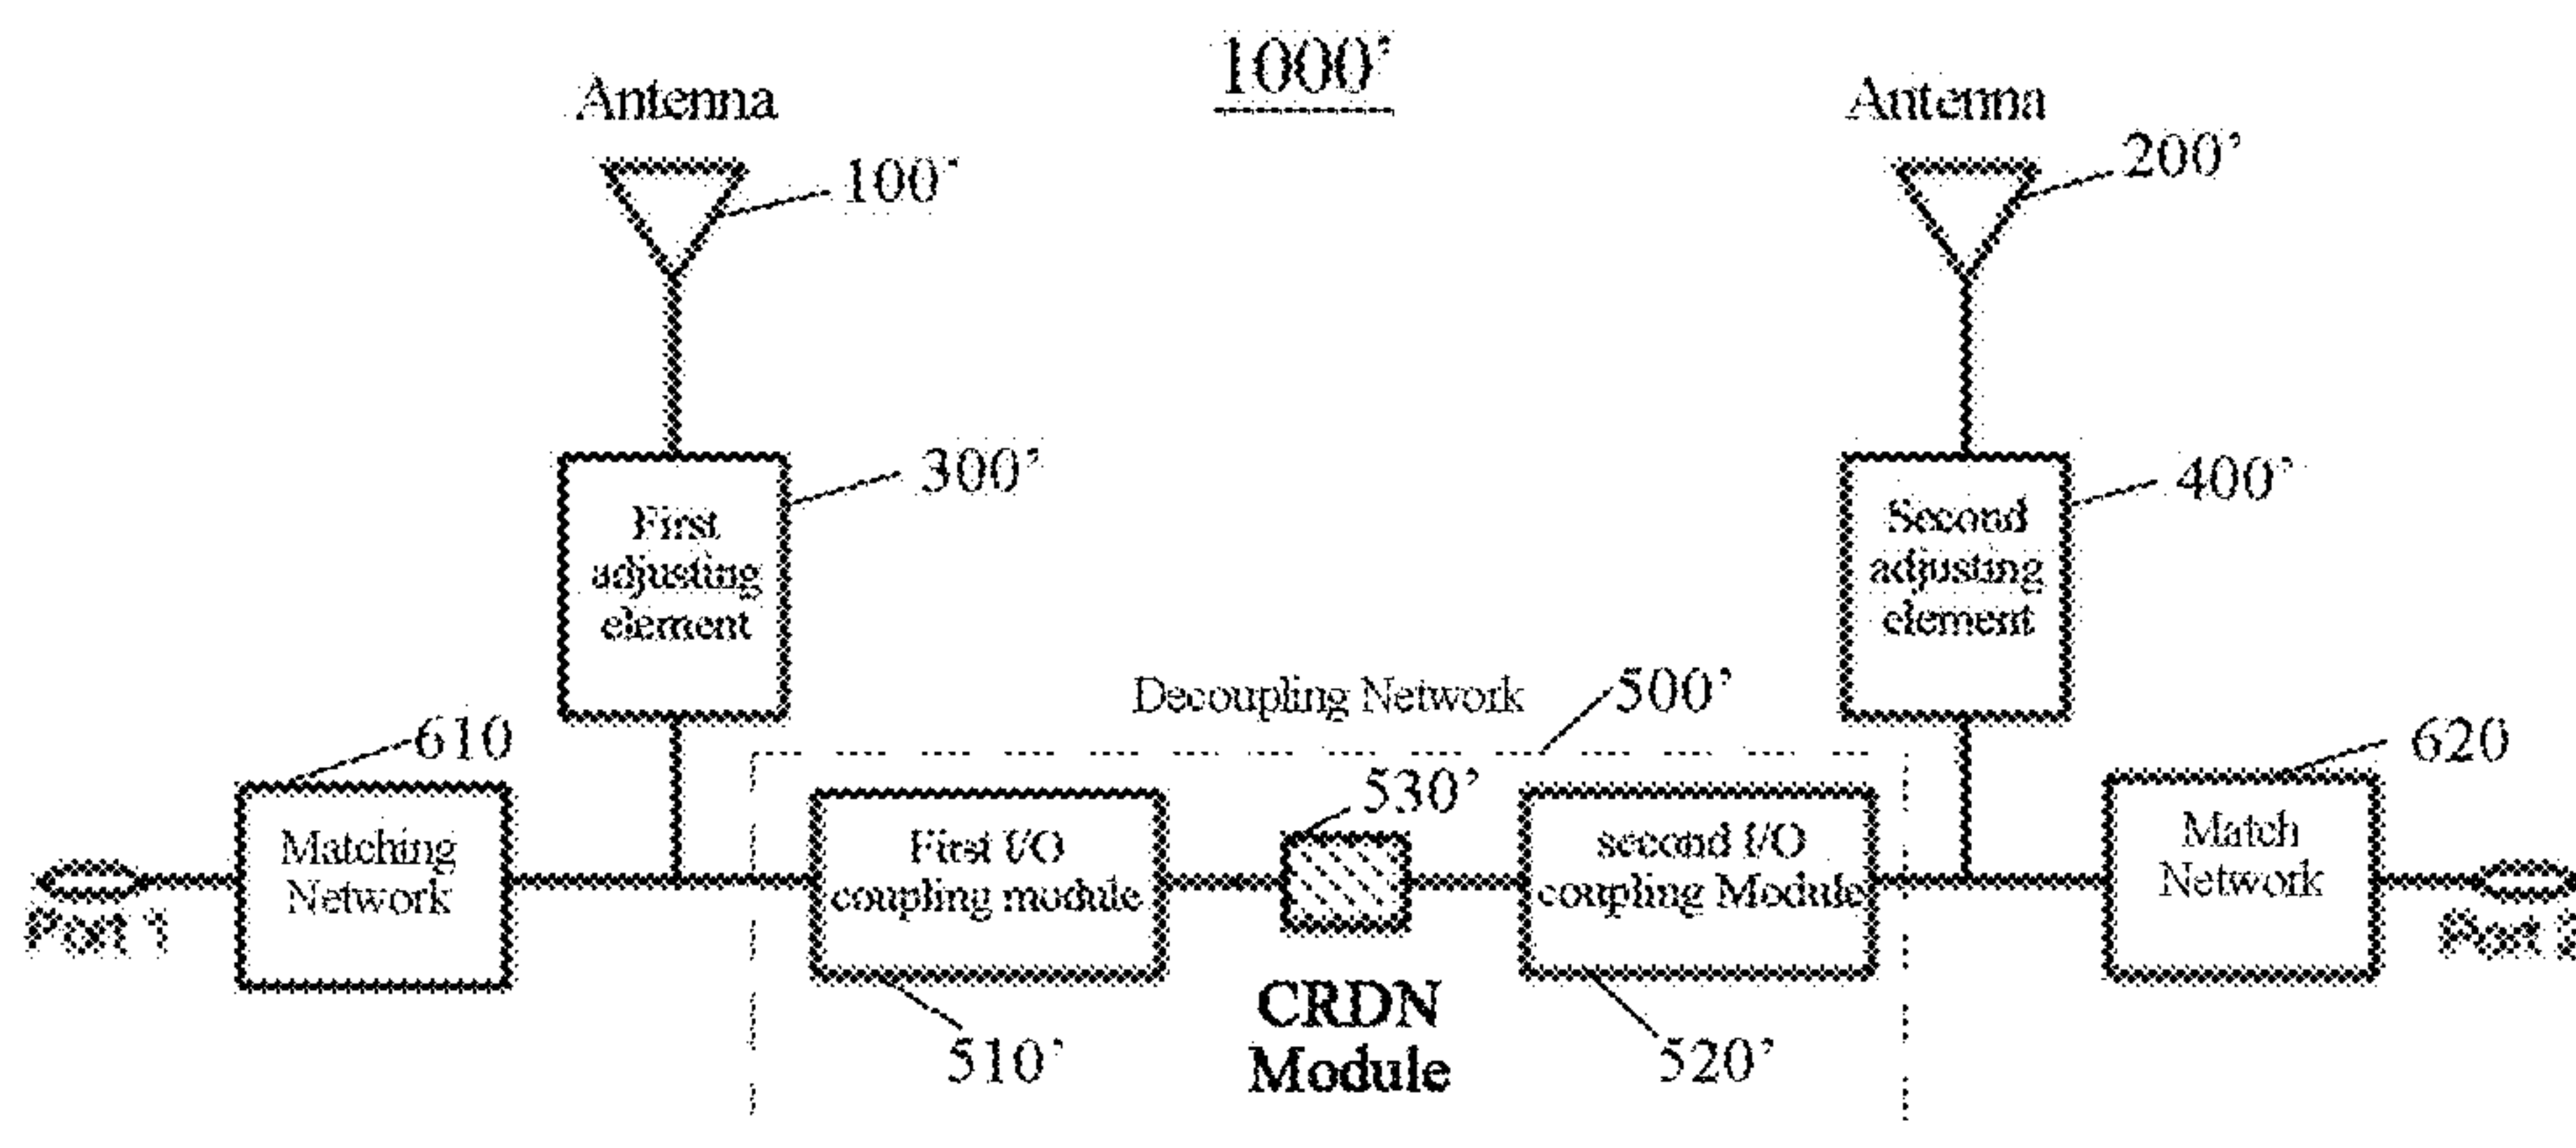 1000'
Antenna
Antenna
100'
200'
300'
400'
First
adjusting
element
Second
adjusting
element
Decoupling Network
500'
610
620
530'
Matching
Network
First I/O
coupling module
second I/O
coupling Module
Match
Network
Port 1
Port
CRDN
Module
510'
520'